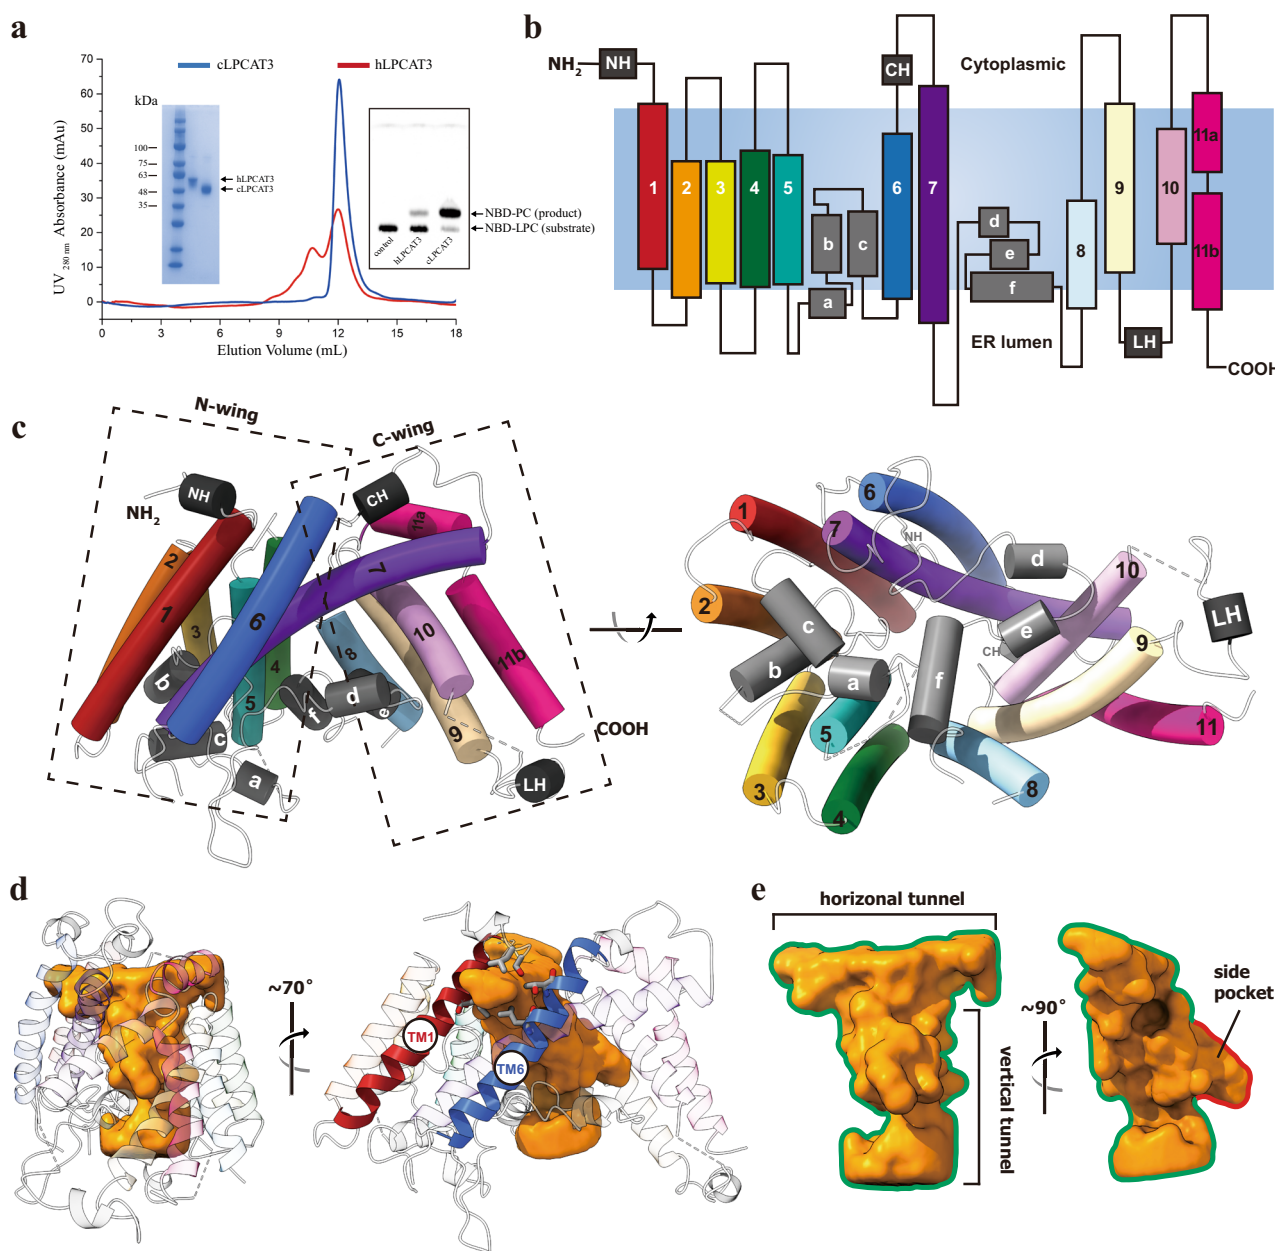 a
cLPCAT3
hLPCAT3
UV 280 nm Absorbance (mAu)
70
60
50
40
30
20
10
0
0
3
6
9
12
15
18
Elution Volume (mL)
kDa
100
75
63
48
35
hLPCAT3
cLPCAT3
NBD-PC (product)
NBD-LPC (substrate)
control
hLPCAT3
cLPCAT3
b
NH2
NH
CH
Cytoplasmic
1
2
3
4
5
6
7
8
9
10
11a
11b
a
b
c
d
e
f
LH
ER lumen
COOH
c
N-wing
C-wing
NH
NH2
CH
11a
2
1
3
6
7
4
5
8
10
11b
9
b
c
a
f
d
e
LH
COOH
6
1
7
NH
d
10
2
c
e
LH
9
b
a
f
CH
5
11
3
4
8
d
~70°
TM1
TM6
e
horizonal tunnel
vertical tunnel
~90°
side
pocket